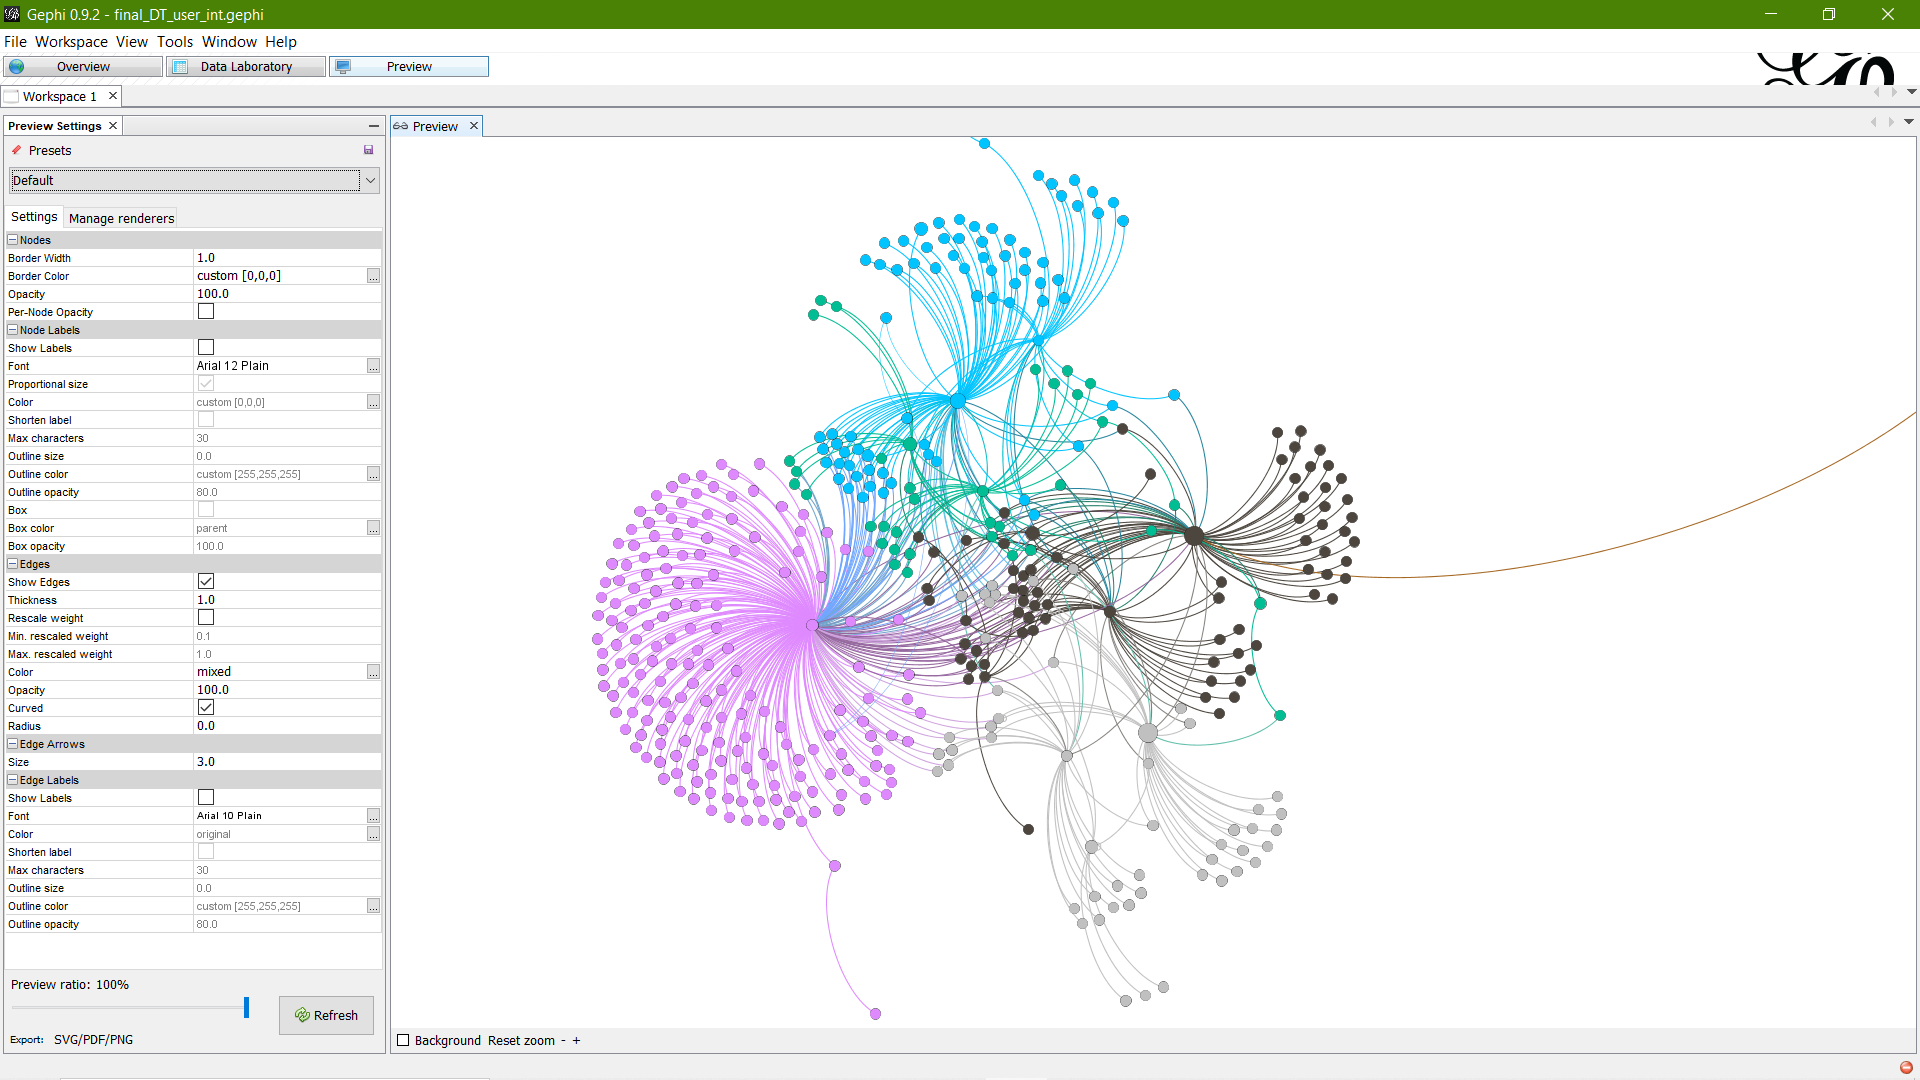 Gephi 0.9.2 - final_DT_user_int.gephi
File Workspace View Tools Window Help
Overview Data Laboratory Preview
Workspace 1
Preview Settings
Presets
Default
Settings Manage renderers
Nodes
Border Width 1.0
Border Color custom [0,0,0] ...
Opacity 100.0
Per-Node Opacity
Node Labels
Show Labels
Font Arial 12 Plain ...
Proportional size
Color custom [0,0,0] ...
Shorten label
Max characters 30
Outline size 0.0
Outline color custom [255,255,255] ...
Outline opacity 80.0
Box
Box color parent ...
Box opacity 100.0
Edges
Show Edges
Thickness 1.0
Rescale weight
Min. rescaled weight 0.1
Max. rescaled weight 1.0
Color mixed ...
Opacity 100.0
Curved
Radius 0.0
Edge Arrows
Size 3.0
Edge Labels
Show Labels
Font Arial 10 Plain ...
Color original ...
Shorten label
Max characters 30
Outline size 0.0
Outline color custom [255,255,255] ...
Outline opacity 80.0
Preview ratio: 100%
Refresh
Export: SVG/PDF/PNG
Preview
Background Reset zoom - +